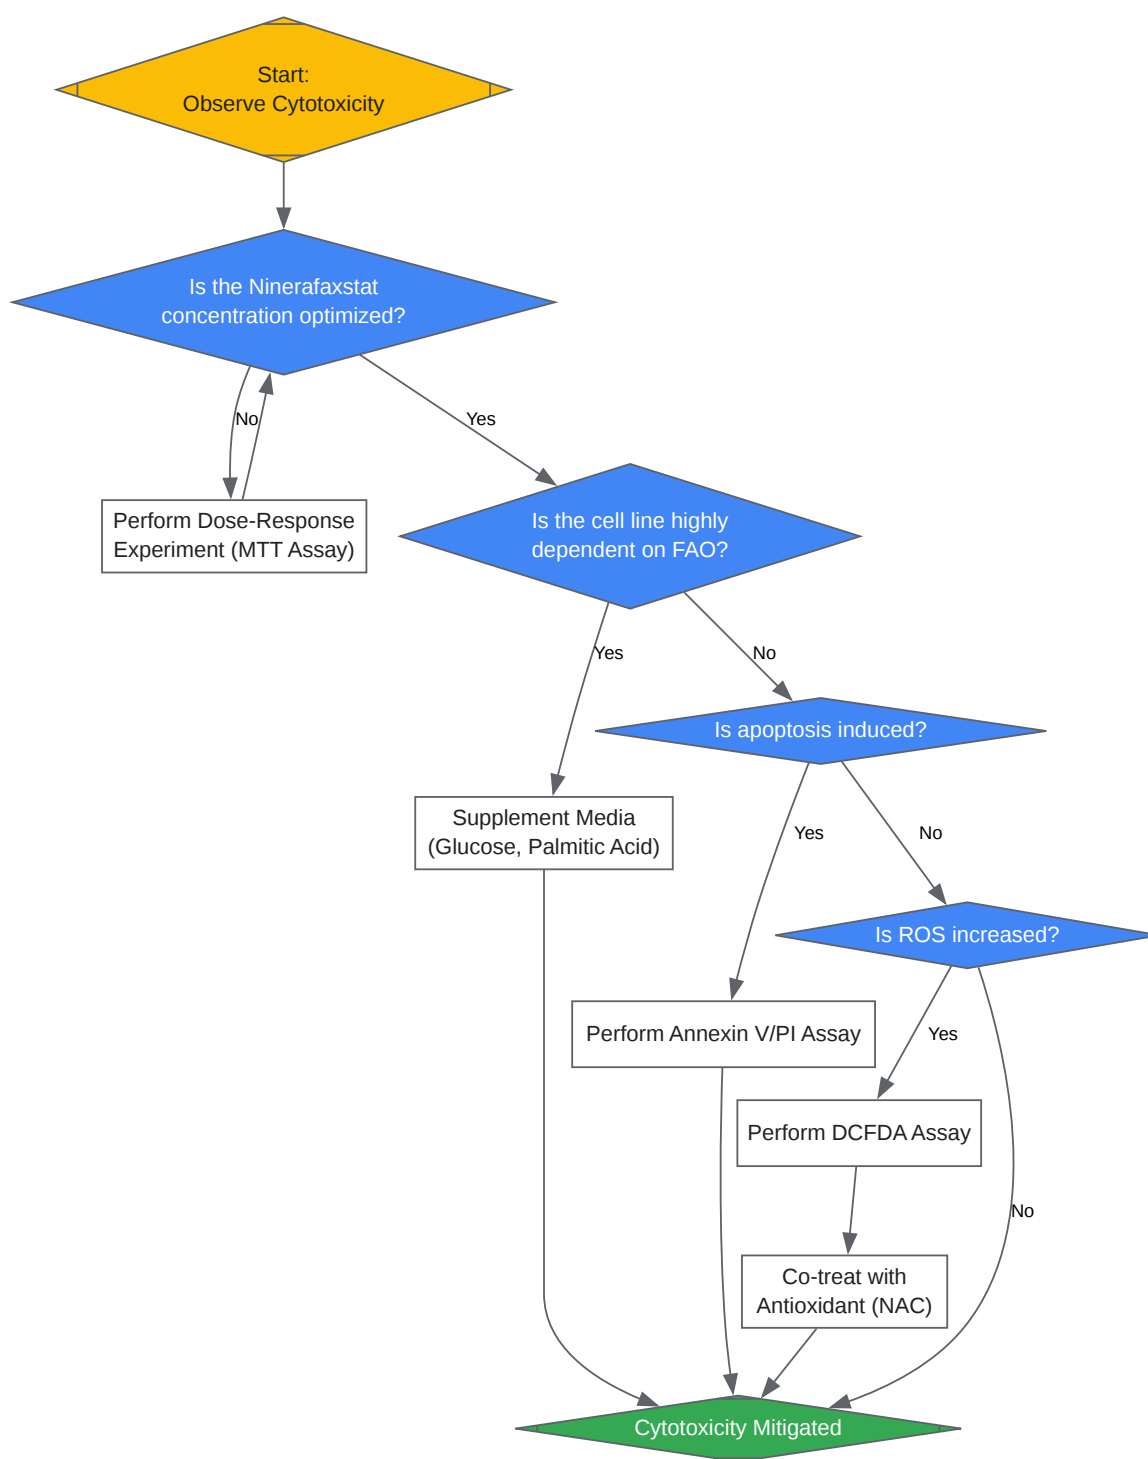 Start:
Observe Cytotoxicity
Is the Ninerafaxstat
concentration optimized?
No
Yes
Perform Dose-Response
Experiment (MTT Assay)
Is the cell line highly
dependent on FAO?
Yes
No
Is apoptosis induced?
Supplement Media
(Glucose, Palmitic Acid)
Yes
No
Is ROS increased?
Perform Annexin V/PI Assay
Yes
Perform DCFDA Assay
No
Co-treat with
Antioxidant (NAC)
Cytotoxicity Mitigated